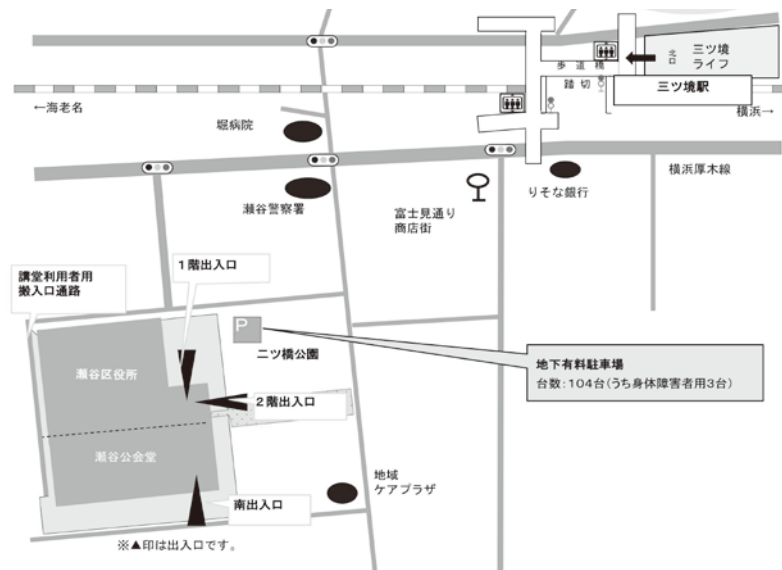 三ツ境
ライフ
北口
歩道橋
踏切
三ツ境駅
←海老名
横浜→
堀病院
横浜厚木線
瀬谷警察署
富士見通り
商店街
りそな銀行
講堂利用者用
搬入口通路
1階出入口
P
二ツ橋公園
地下有料駐車場
台数:104台(うち身体障害者用3台)
瀬谷区役所
2階出入口
瀬谷公会堂
地域
ケアプラザ
南出入口
※▲印は出入口です。